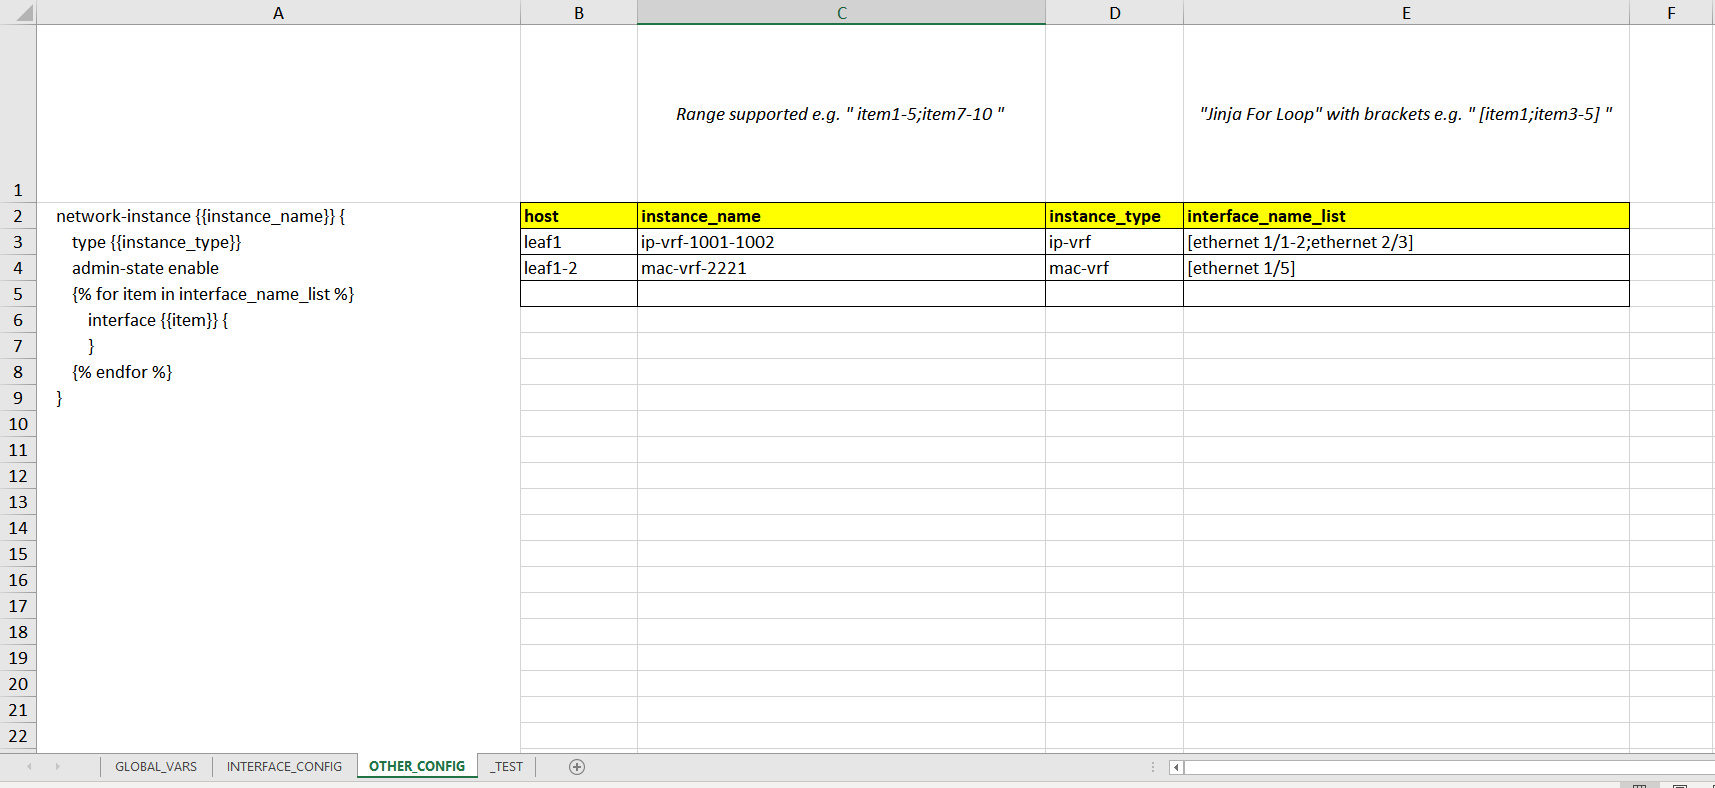 A B C D E F
1 Range supported e.g. " item1-5;item7-10 " "Jinja For Loop" with brackets e.g. " [item1;item3-5] "
2 network-instance {{instance_name}} { host instance_name instance_type interface_name_list
3 type {{instance_type}} leaf1 ip-vrf-1001-1002 ip-vrf [ethernet 1/1-2;ethernet 2/3]
4 admin-state enable leaf1-2 mac-vrf-2221 mac-vrf [ethernet 1/5]
5 {% for item in interface_name_list %}
6 interface {{item}} {
7 }
8 {% endfor %}
9 }
10
11
12
13
14
15
16
17
18
19
20
21
22
GLOBAL_VARS INTERFACE_CONFIG OTHER_CONFIG _TEST